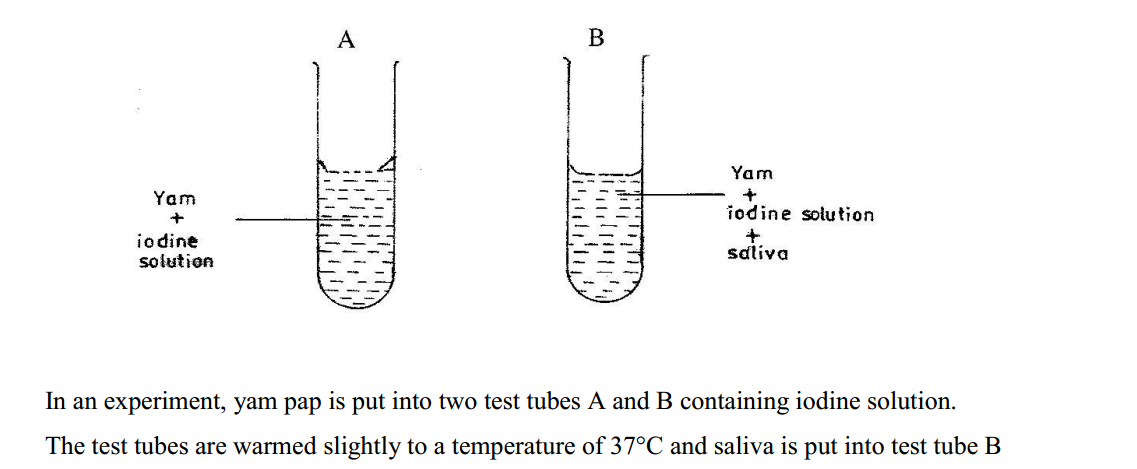 A
B
Yam
+
iodine
solution
Yam
+
iodine solution
+
saliva
In an experiment, yam pap is put into two test tubes A and B containing iodine solution.
The test tubes are warmed slightly to a temperature of 37°C and saliva is put into test tube B